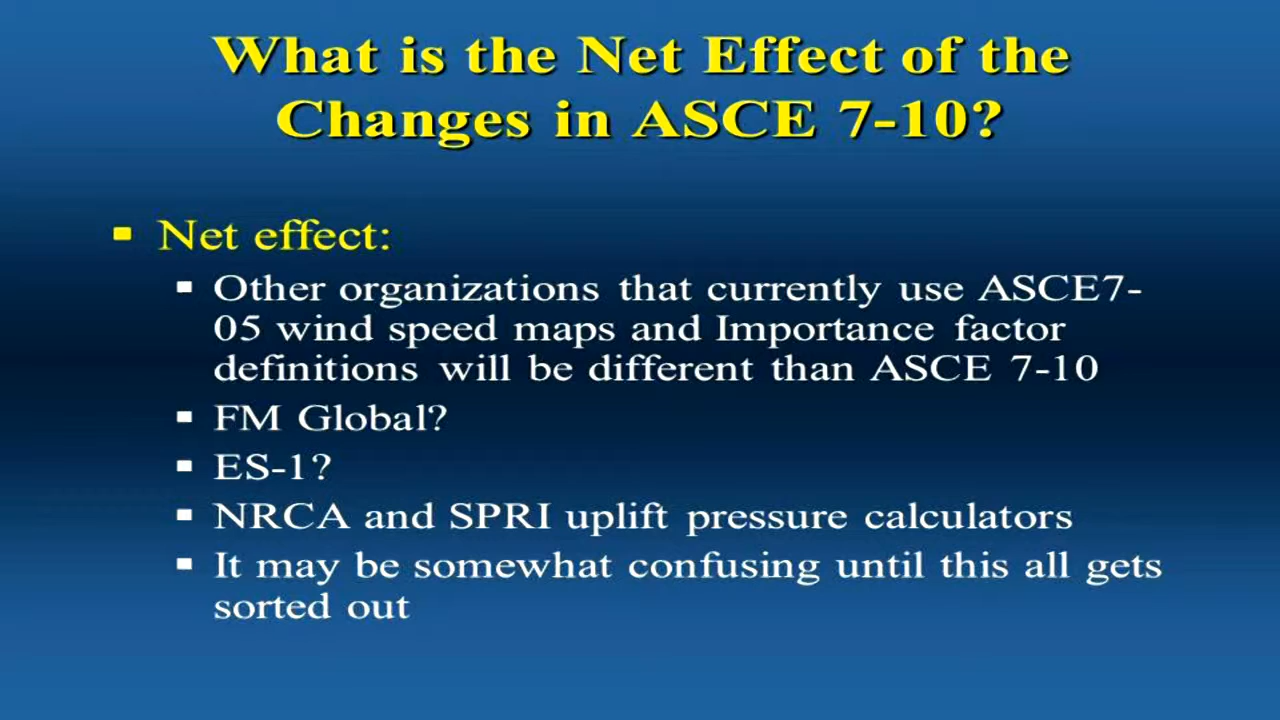 What is the Net Effect of the
Changes in ASCE 7-10?
Net effect:
Other organizations that currently use ASCE7-
05 wind speed maps and Importance factor
definitions will be different than ASCE 7-10
FM Global?
ES-1?
NRCA and SPRI uplift pressure calculators
It may be somewhat confusing until this all gets
sorted out